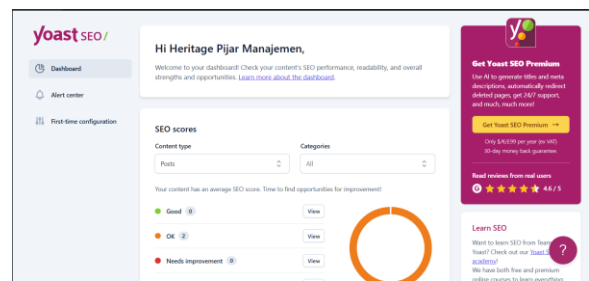 yoast SEO/
Dashboard
Alert center
First-time configuration
Hi Heritage Pijar Manajemen,
Welcome to your dashboard! Check your content's SEO performance, readability, and overall
strengths and opportunities. Learn more about the dashboard.
SEO scores
Content type
Categories
Posts
All
Your content has an average SEO score. Time to find opportunities for improvement!
Good 0
View
OK 2
View
Needs improvement 0
View
y
Get Yoast SEO Premium
Use AI to generate titles and meta
descriptions, automatically redirect
deleted pages, get 24/7 support,
and much, much more!
Get Yoast SEO Premium →
Only per year (ex VAT)
30-day money back guarantee
Read reviews from real users
G 4.6 / 5
Learn SEO
Want to learn SEO from Team
Yoast? Check out our Yoast
academy!
We have both free and premium
online courses to learn everything
?